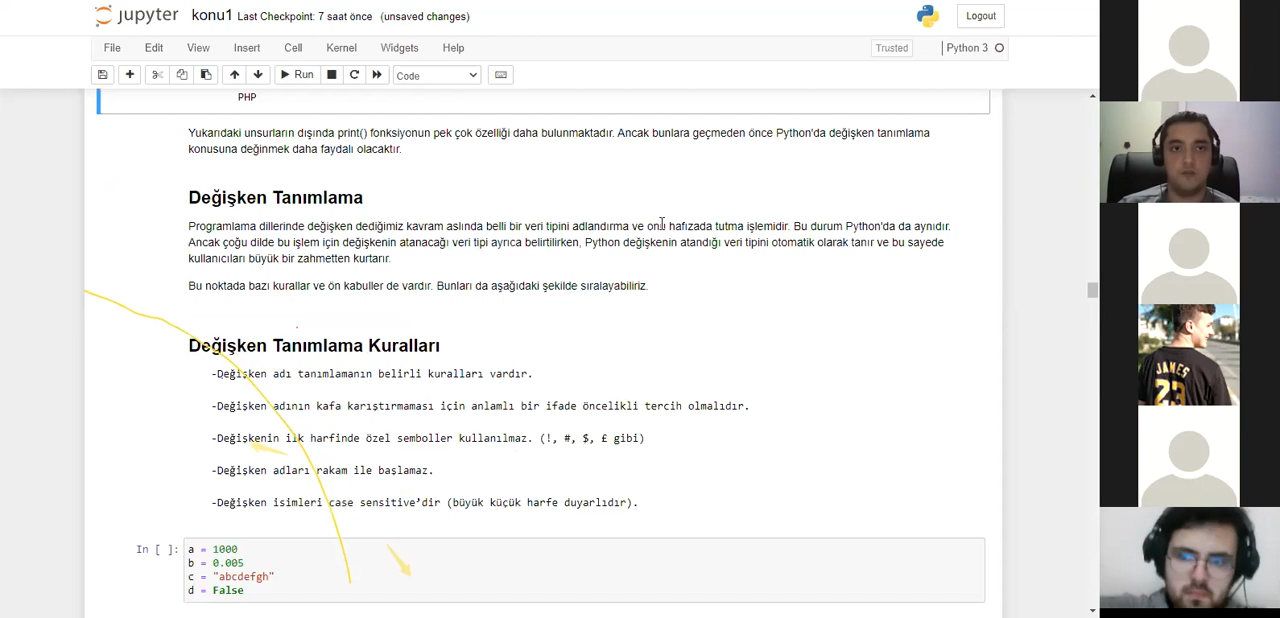 jupyter konu1 Last Checkpoint: 7 saat önce (unsaved changes)
Logout
File Edit View Insert Cell Kernel Widgets Help
Trusted
Python 3
Run
Code
PHP
Yukarıdaki unsurların dışında print() fonksiyonun pek çok özelliği daha bulunmaktadır. Ancak bunlara geçmeden önce Python'da değişken tanımlama
konusuna değinmek daha faydalı olacaktır.
Değişken Tanımlama
Programlama dillerinde değişken dediğimiz kavram aslında belli bir veri tipini adlandırma ve onu hafızada tutma işlemidir. Bu durum Python'da da aynıdır.
Ancak çoğu dilde bu işlem için değişkenin atanacağı veri tipi ayrıca belirtilirken, Python değişkenin atandığı veri tipini otomatik olarak tanır ve bu sayede
kullanıcıları büyük bir zahmetten kurtarır.
Bu noktada bazı kurallar ve ön kabuller de vardır. Bunları da aşağıdaki şekilde sıralayabiliriz.
Değişken Tanımlama Kuralları
-Değişken adı tanımlamanın belirli kuralları vardır.
-Değişken adının kafa karıştırmaması için anlamlı bir ifade öncelikli tercih olmalıdır.
-Değişkenin ilk harfinde özel semboller kullanılmaz. (!, #, $, £ gibi)
-Değişken adları rakam ile başlamaz.
-Değişken isimleri case sensitive’dir (büyük küçük harfe duyarlıdır).
In [ ]:
a = 1000
b = 0.005
c = "abcdefgh"
d = False
JAMES
23